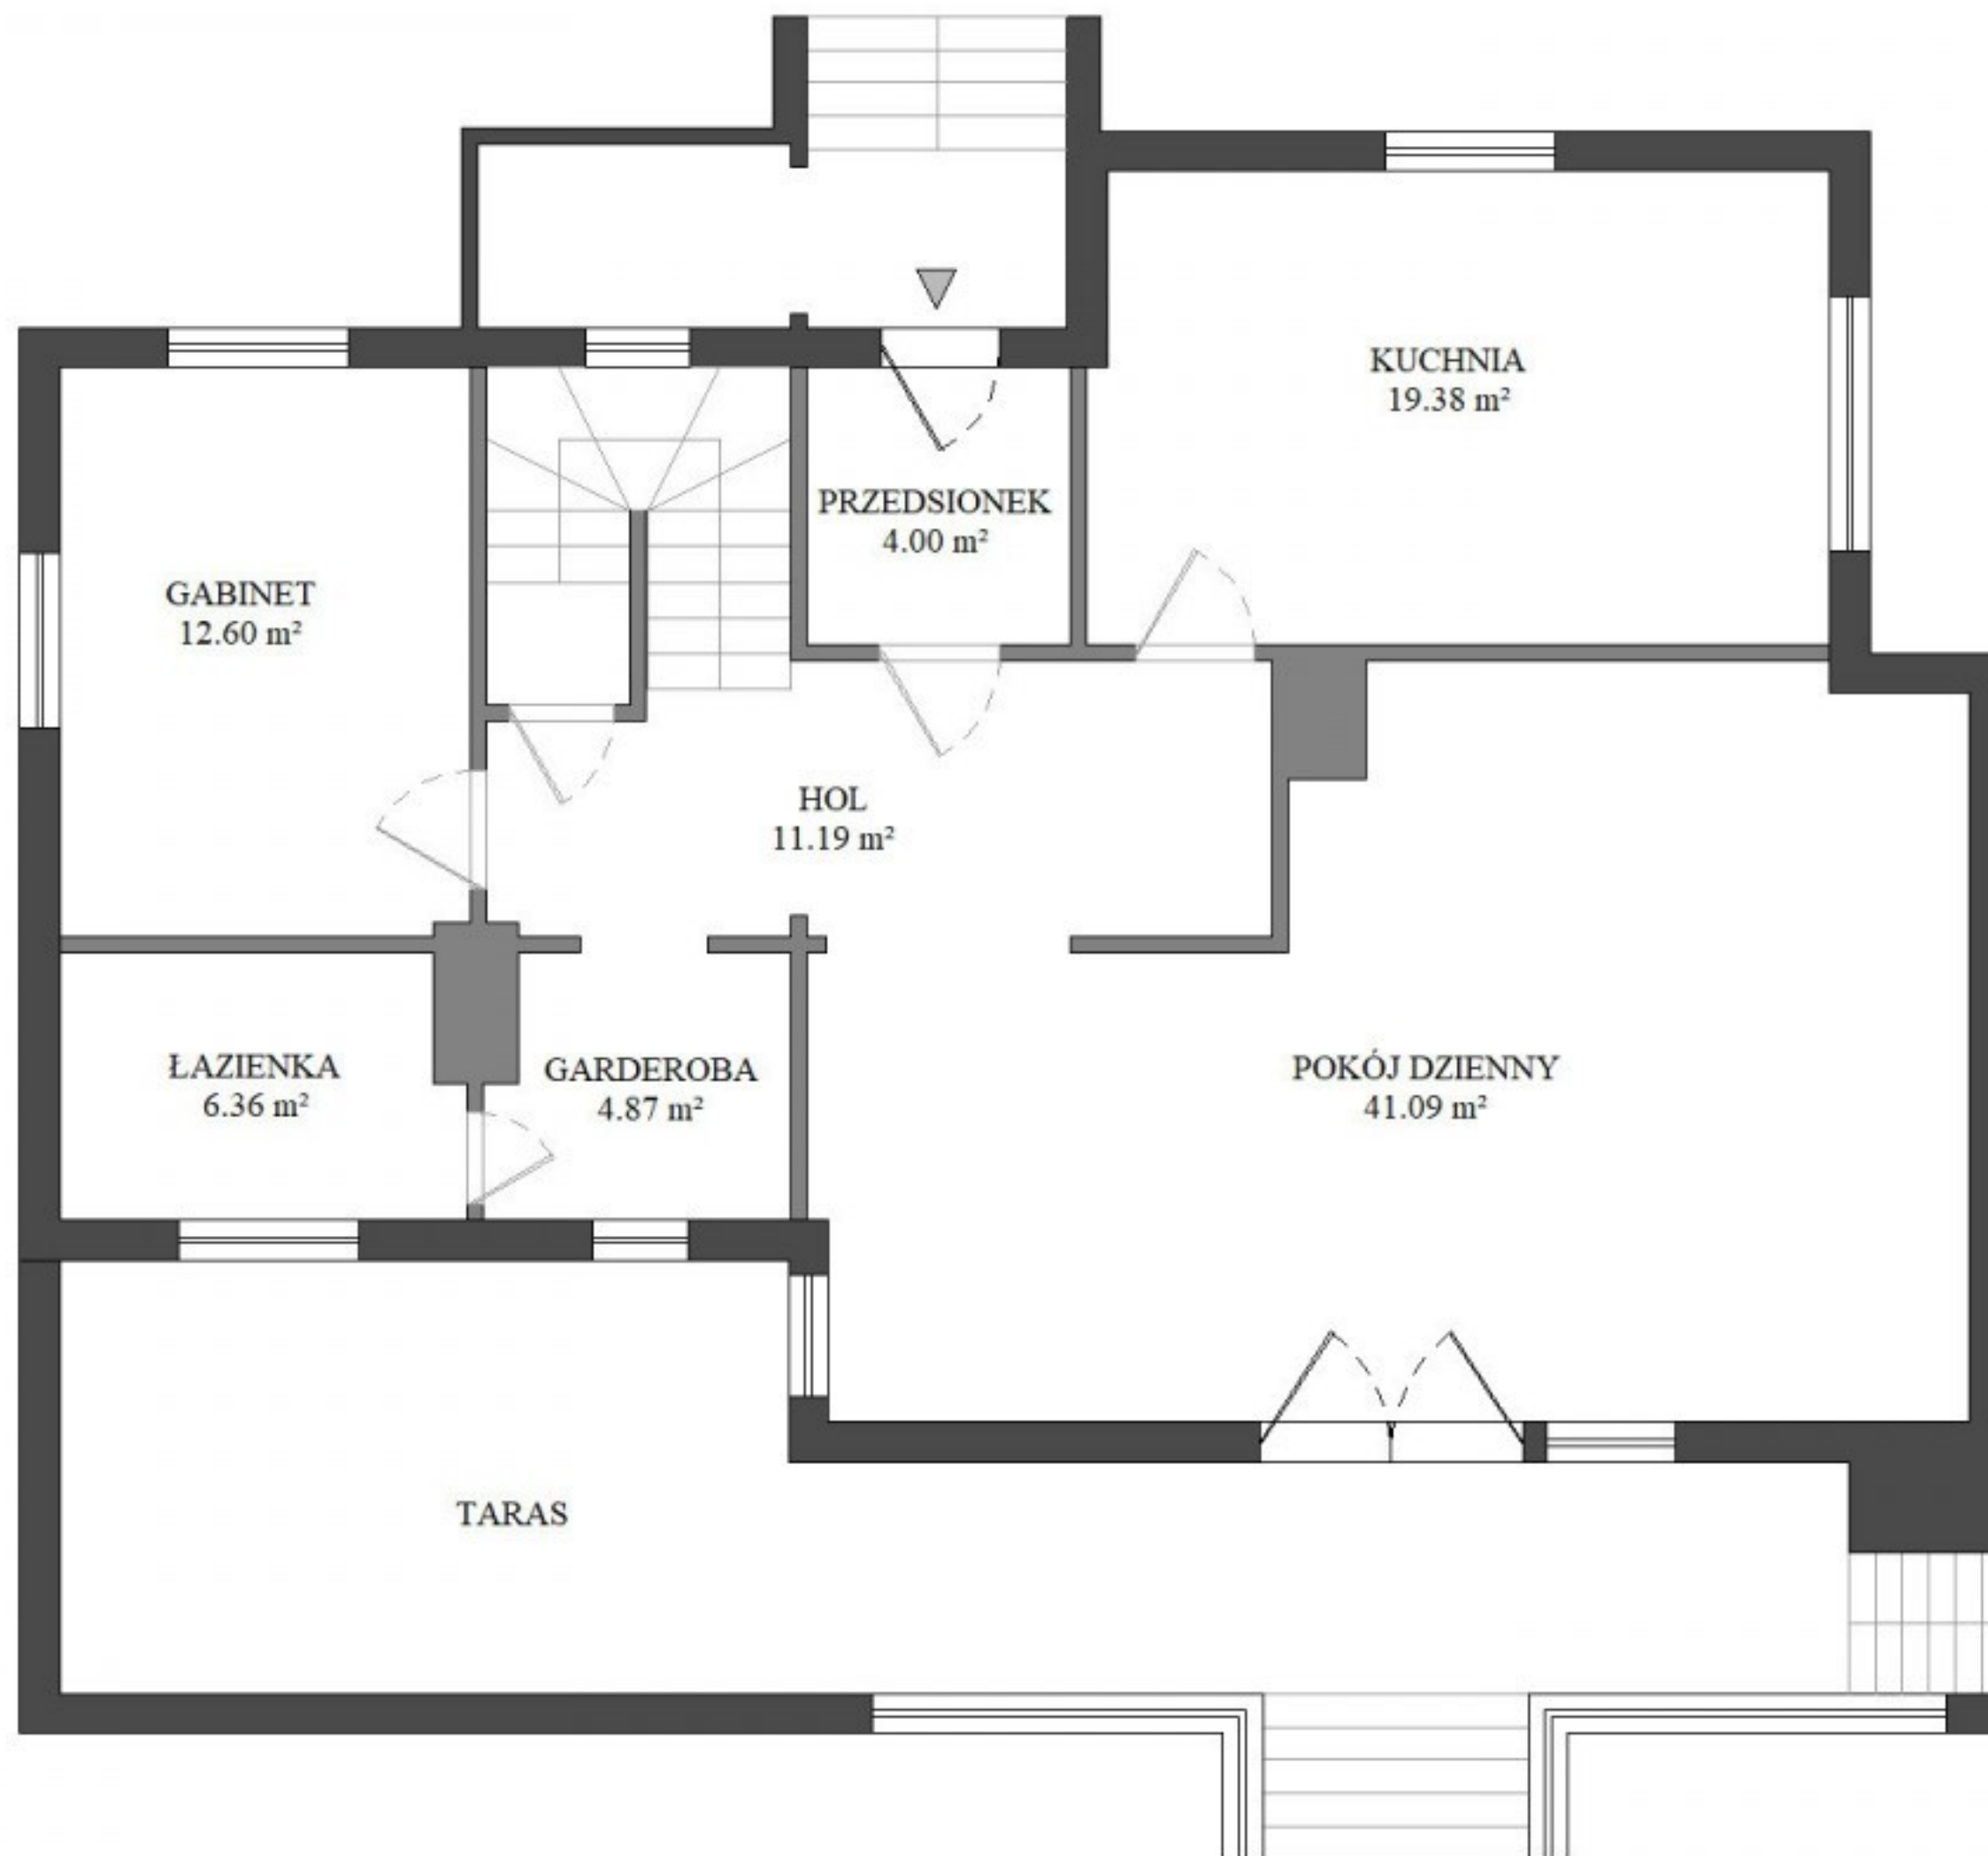 KUCHNIA
19.38 m²
PRZEDSIONEK
4.00 m²
GABINET
12.60 m²
HOL
11.19 m²
ŁAZIENKA
6.36 m²
GARDEROBA
4.87 m²
POKÓJ DZIENNY
41.09 m²
TARAS